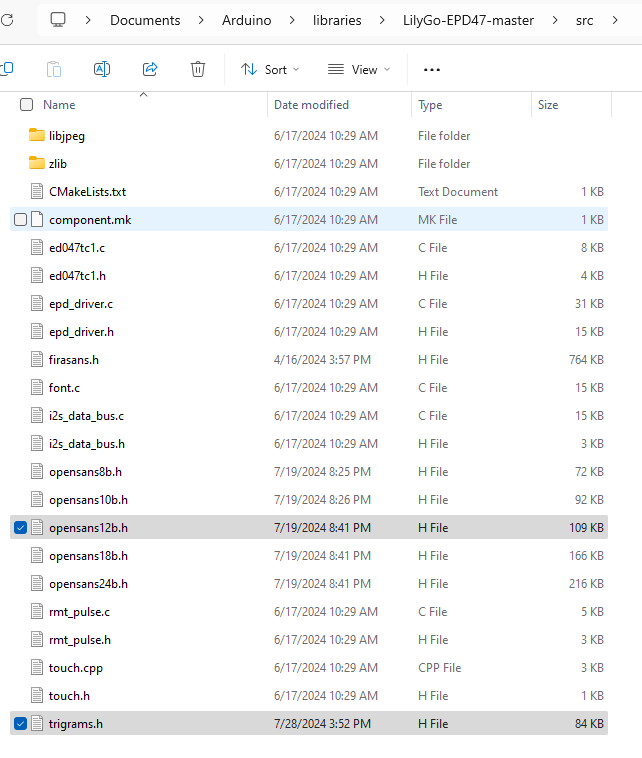 Documents > Arduino > libraries > LilyGo-EPD47-master > src >
Sort View ...
Name Date modified Type Size
libjpeg 6/17/2024 10:29 AM File folder
zlib 6/17/2024 10:29 AM File folder
CMakeLists.txt 6/17/2024 10:29 AM Text Document 1 KB
component.mk 6/17/2024 10:29 AM MK File 1 KB
ed047tc1.c 6/17/2024 10:29 AM C File 8 KB
ed047tc1.h 6/17/2024 10:29 AM H File 4 KB
epd_driver.c 6/17/2024 10:29 AM C File 31 KB
epd_driver.h 6/17/2024 10:29 AM H File 15 KB
firasans.h 4/16/2024 3:57 PM H File 764 KB
font.c 6/17/2024 10:29 AM C File 15 KB
i2s_data_bus.c 6/17/2024 10:29 AM C File 15 KB
i2s_data_bus.h 6/17/2024 10:29 AM H File 3 KB
opensans8b.h 7/19/2024 8:25 PM H File 72 KB
opensans10b.h 7/19/2024 8:26 PM H File 92 KB
opensans12b.h 7/19/2024 8:41 PM H File 109 KB
opensans18b.h 7/19/2024 8:41 PM H File 166 KB
opensans24b.h 7/19/2024 8:41 PM H File 216 KB
rmt_pulse.c 6/17/2024 10:29 AM C File 5 KB
rmt_pulse.h 6/17/2024 10:29 AM H File 3 KB
touch.cpp 6/17/2024 10:29 AM CPP File 3 KB
touch.h 6/17/2024 10:29 AM H File 1 KB
trigrams.h 7/28/2024 3:52 PM H File 84 KB